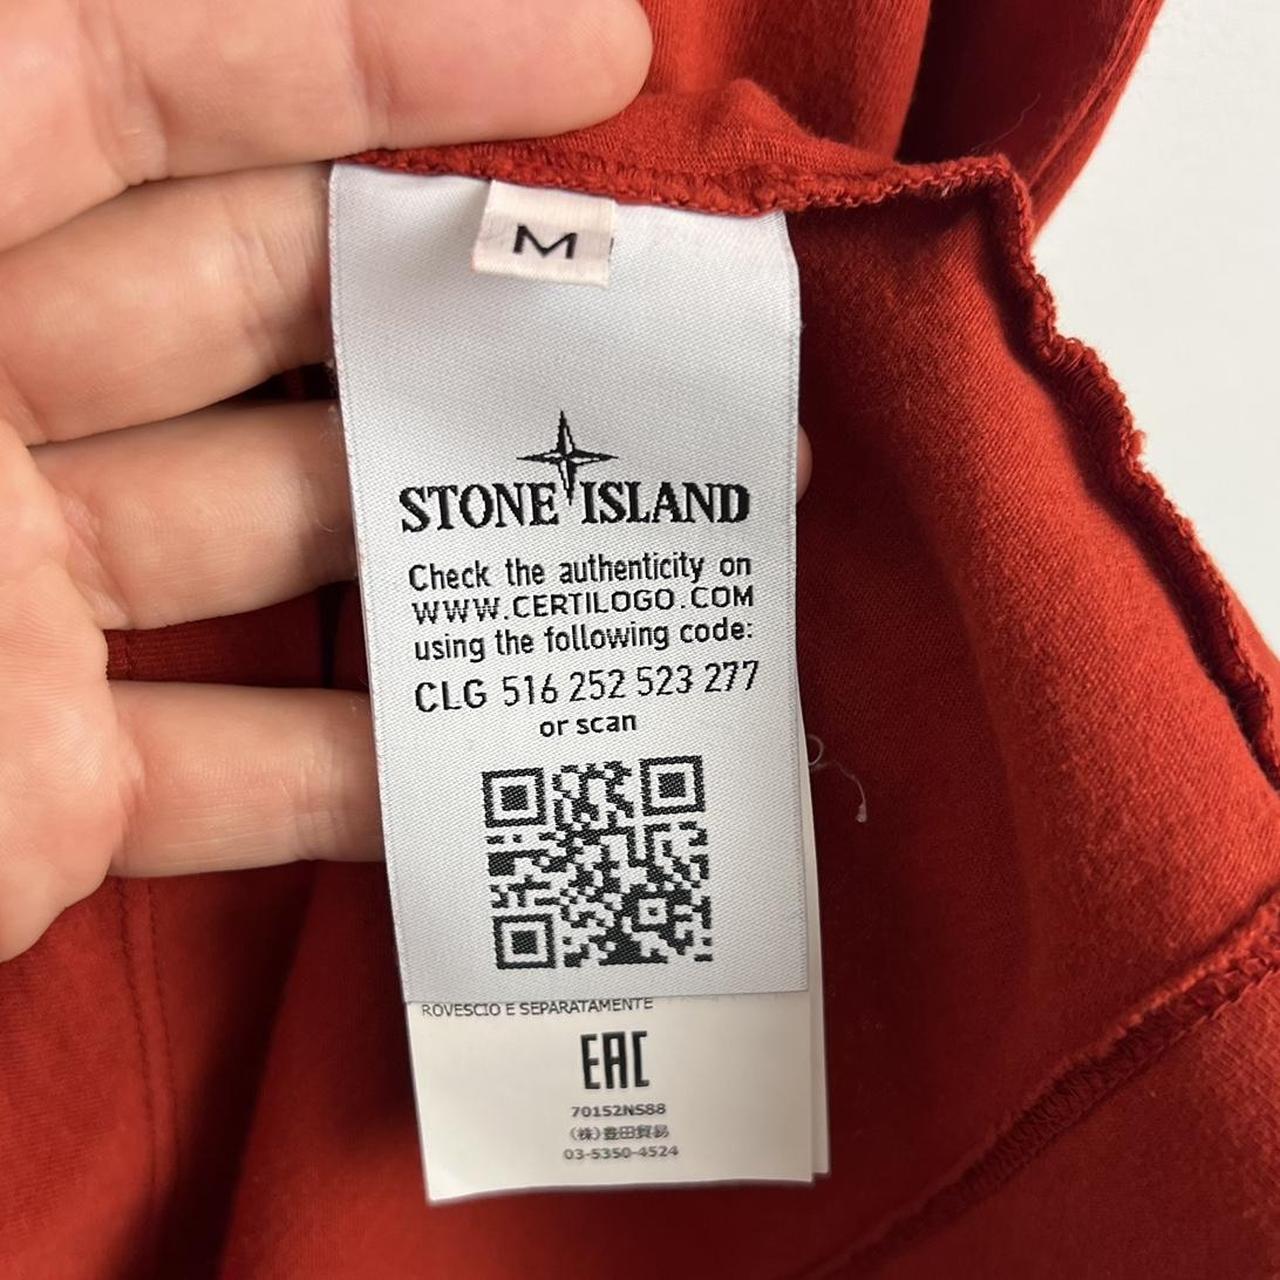 M
STONE ISLAND
Check the authenticity on
WWW.CERTILOGO.COM
using the following code:
CLG 516 252 523 277
or scan
ROVESCIO E SEPARATAMENTE
EAC
70152NS88
(株)豊田貿易
03-5350-4524